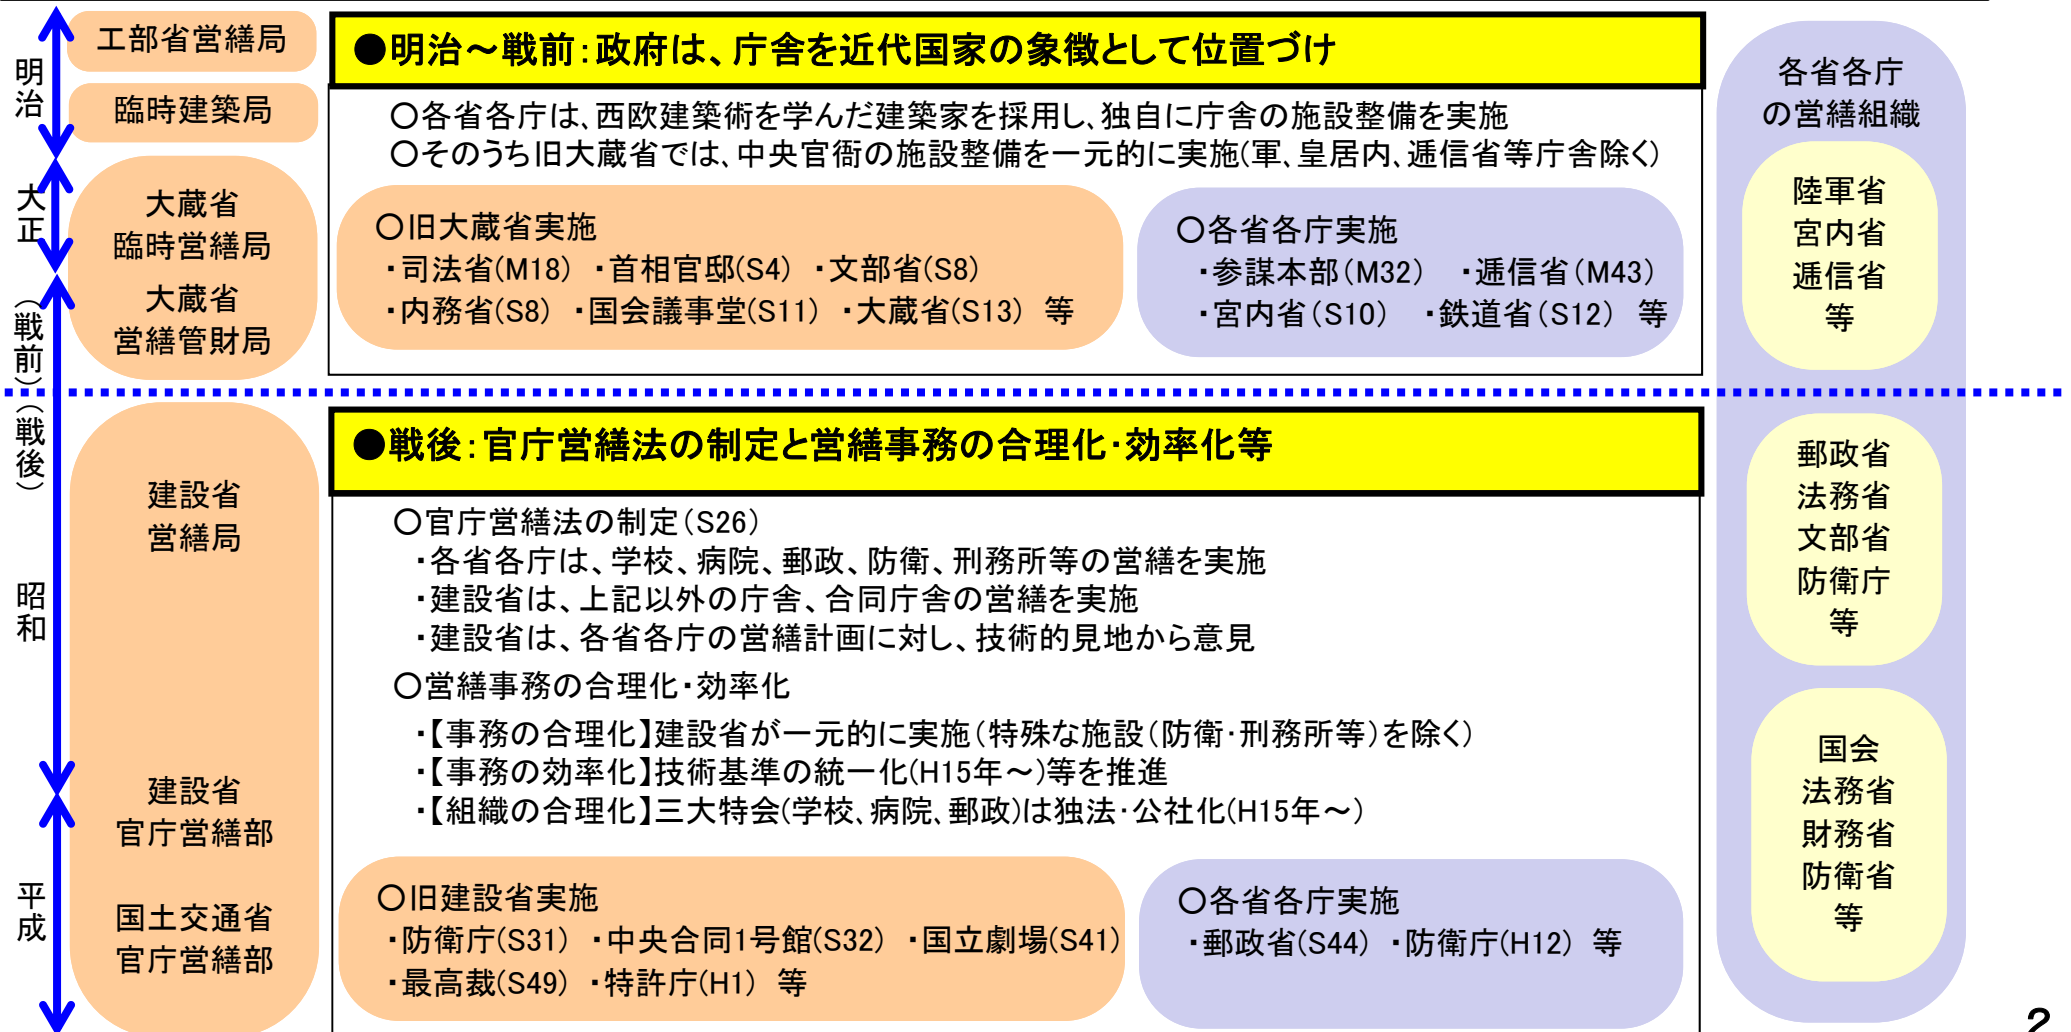 明治
大正
（戦前）
（戦後）
昭和
平成
工部省営繕局
臨時建築局
大蔵省
臨時営繕局
大蔵省
営繕管財局
●明治～戦前：政府は、庁舎を近代国家の象徴として位置づけ
○各省各庁は、西欧建築術を学んだ建築家を採用し、独自に庁舎の施設整備を実施
○そのうち旧大蔵省では、中央官衙の施設整備を一元的に実施(軍、皇居内、逓信省等庁舎除く)
○旧大蔵省実施
・司法省(M18) ・首相官邸(S4) ・文部省(S8)
・内務省(S8) ・国会議事堂(S11) ・大蔵省(S13) 等
○各省各庁実施
・参謀本部（M32） ・逓信省（M43）
・宮内省（S10） ・鉄道省（S12） 等
各省各庁
の営繕組織
陸軍省
宮内省
逓信省
等
建設省
営繕局
建設省
官庁営繕部
国土交通省
官庁営繕部
●戦後：官庁営繕法の制定と営繕事務の合理化・効率化等
○官庁営繕法の制定（S26）
・各省各庁は、学校、病院、郵政、防衛、刑務所等の営繕を実施
・建設省は、上記以外の庁舎、合同庁舎の営繕を実施
・建設省は、各省各庁の営繕計画に対し、技術的見地から意見
○営繕事務の合理化・効率化
・【事務の合理化】建設省が一元的に実施（特殊な施設（防衛・刑務所等）を除く）
・【事務の効率化】技術基準の統一化(H15年～)等を推進
・【組織の合理化】三大特会(学校、病院、郵政)は独法・公社化(H15年～)
○旧建設省実施
・防衛庁(S31) ・中央合同1号館(S32) ・国立劇場(S41)
・最高裁(S49) ・特許庁(H1) 等
○各省各庁実施
・郵政省(S44) ・防衛庁(H12) 等
郵政省
法務省
文部省
防衛庁
等
国会
法務省
財務省
防衛省
等
2